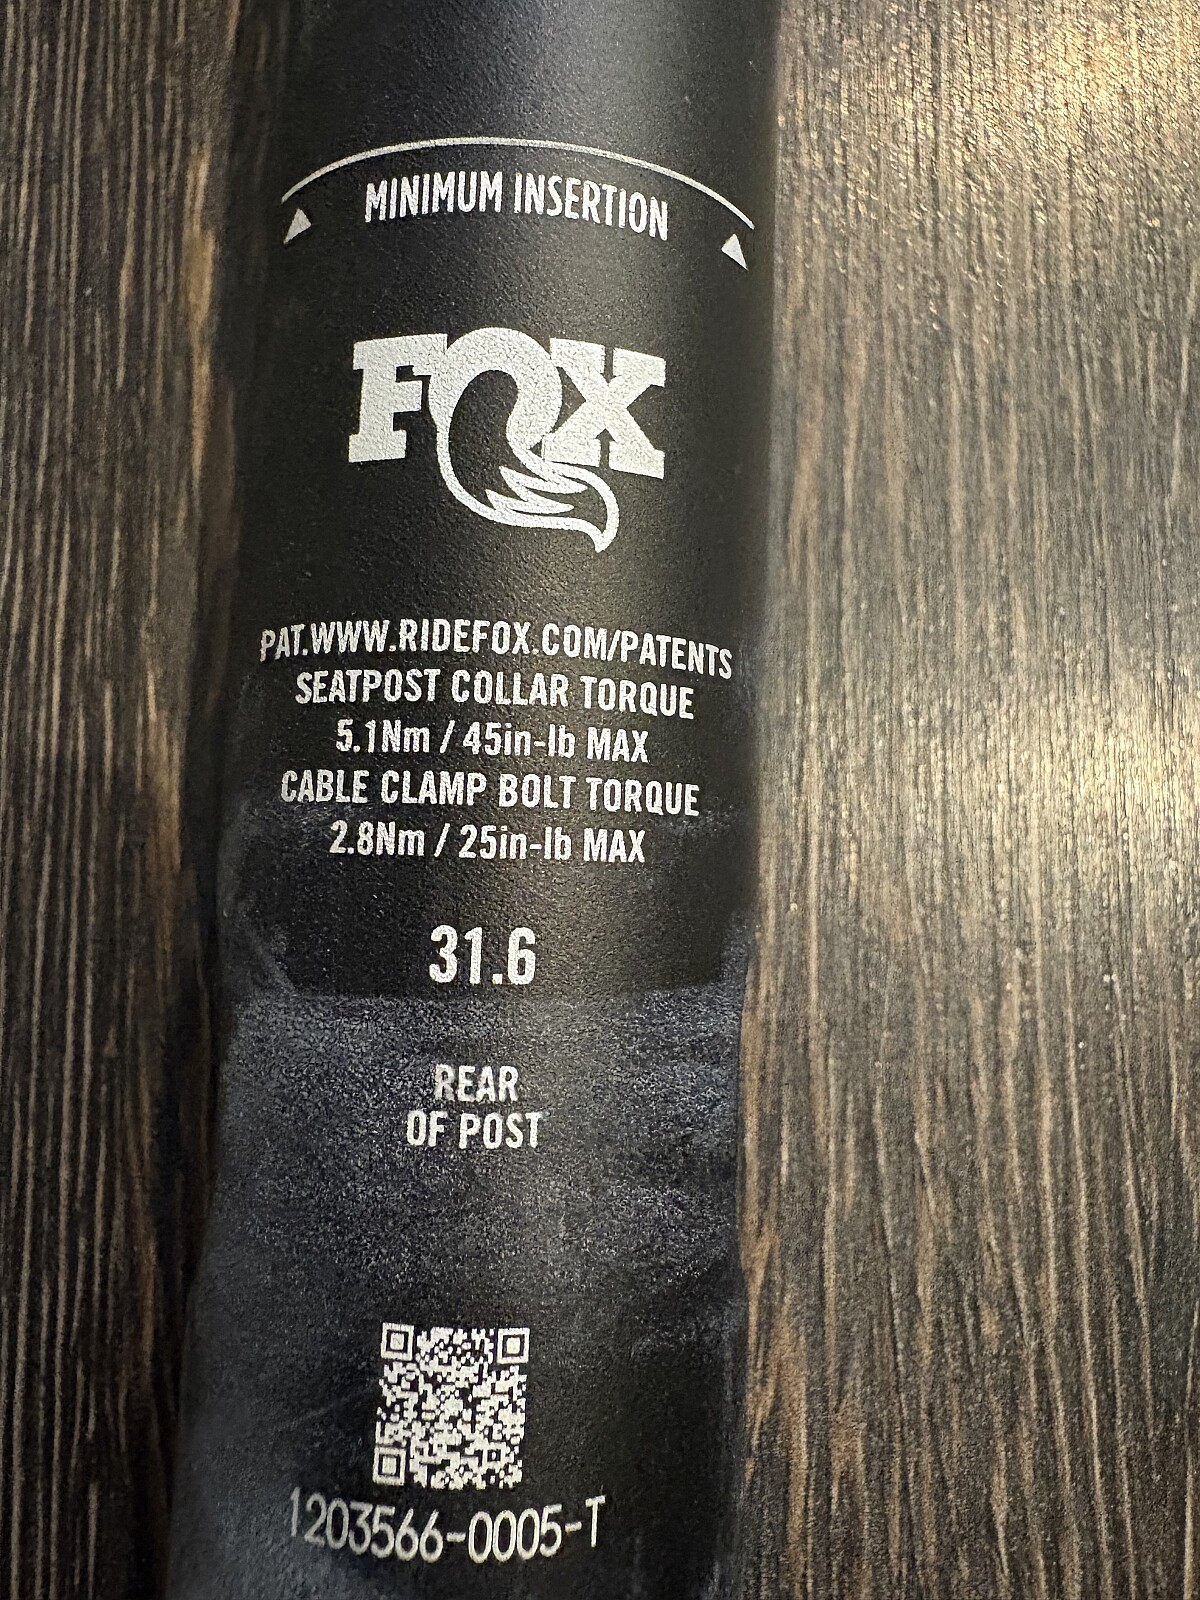 MINIMUM INSERTION
FOX
PAT.WWW.RIDEFOX.COM/PATENTS
SEATPOST COLLAR TORQUE
5.1Nm / 45in-lb MAX
CABLE CLAMP BOLT TORQUE
2.8Nm / 25in-lb MAX
31.6
REAR
OF POST
1203566-0005-T